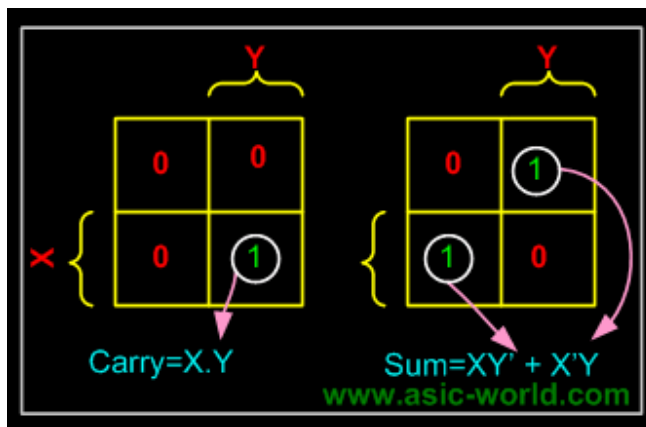 Y Y
0 0 0 1
X 0 1 1 0
Carry=X.Y Sum=XY' + X'Y
www.asic-world.com